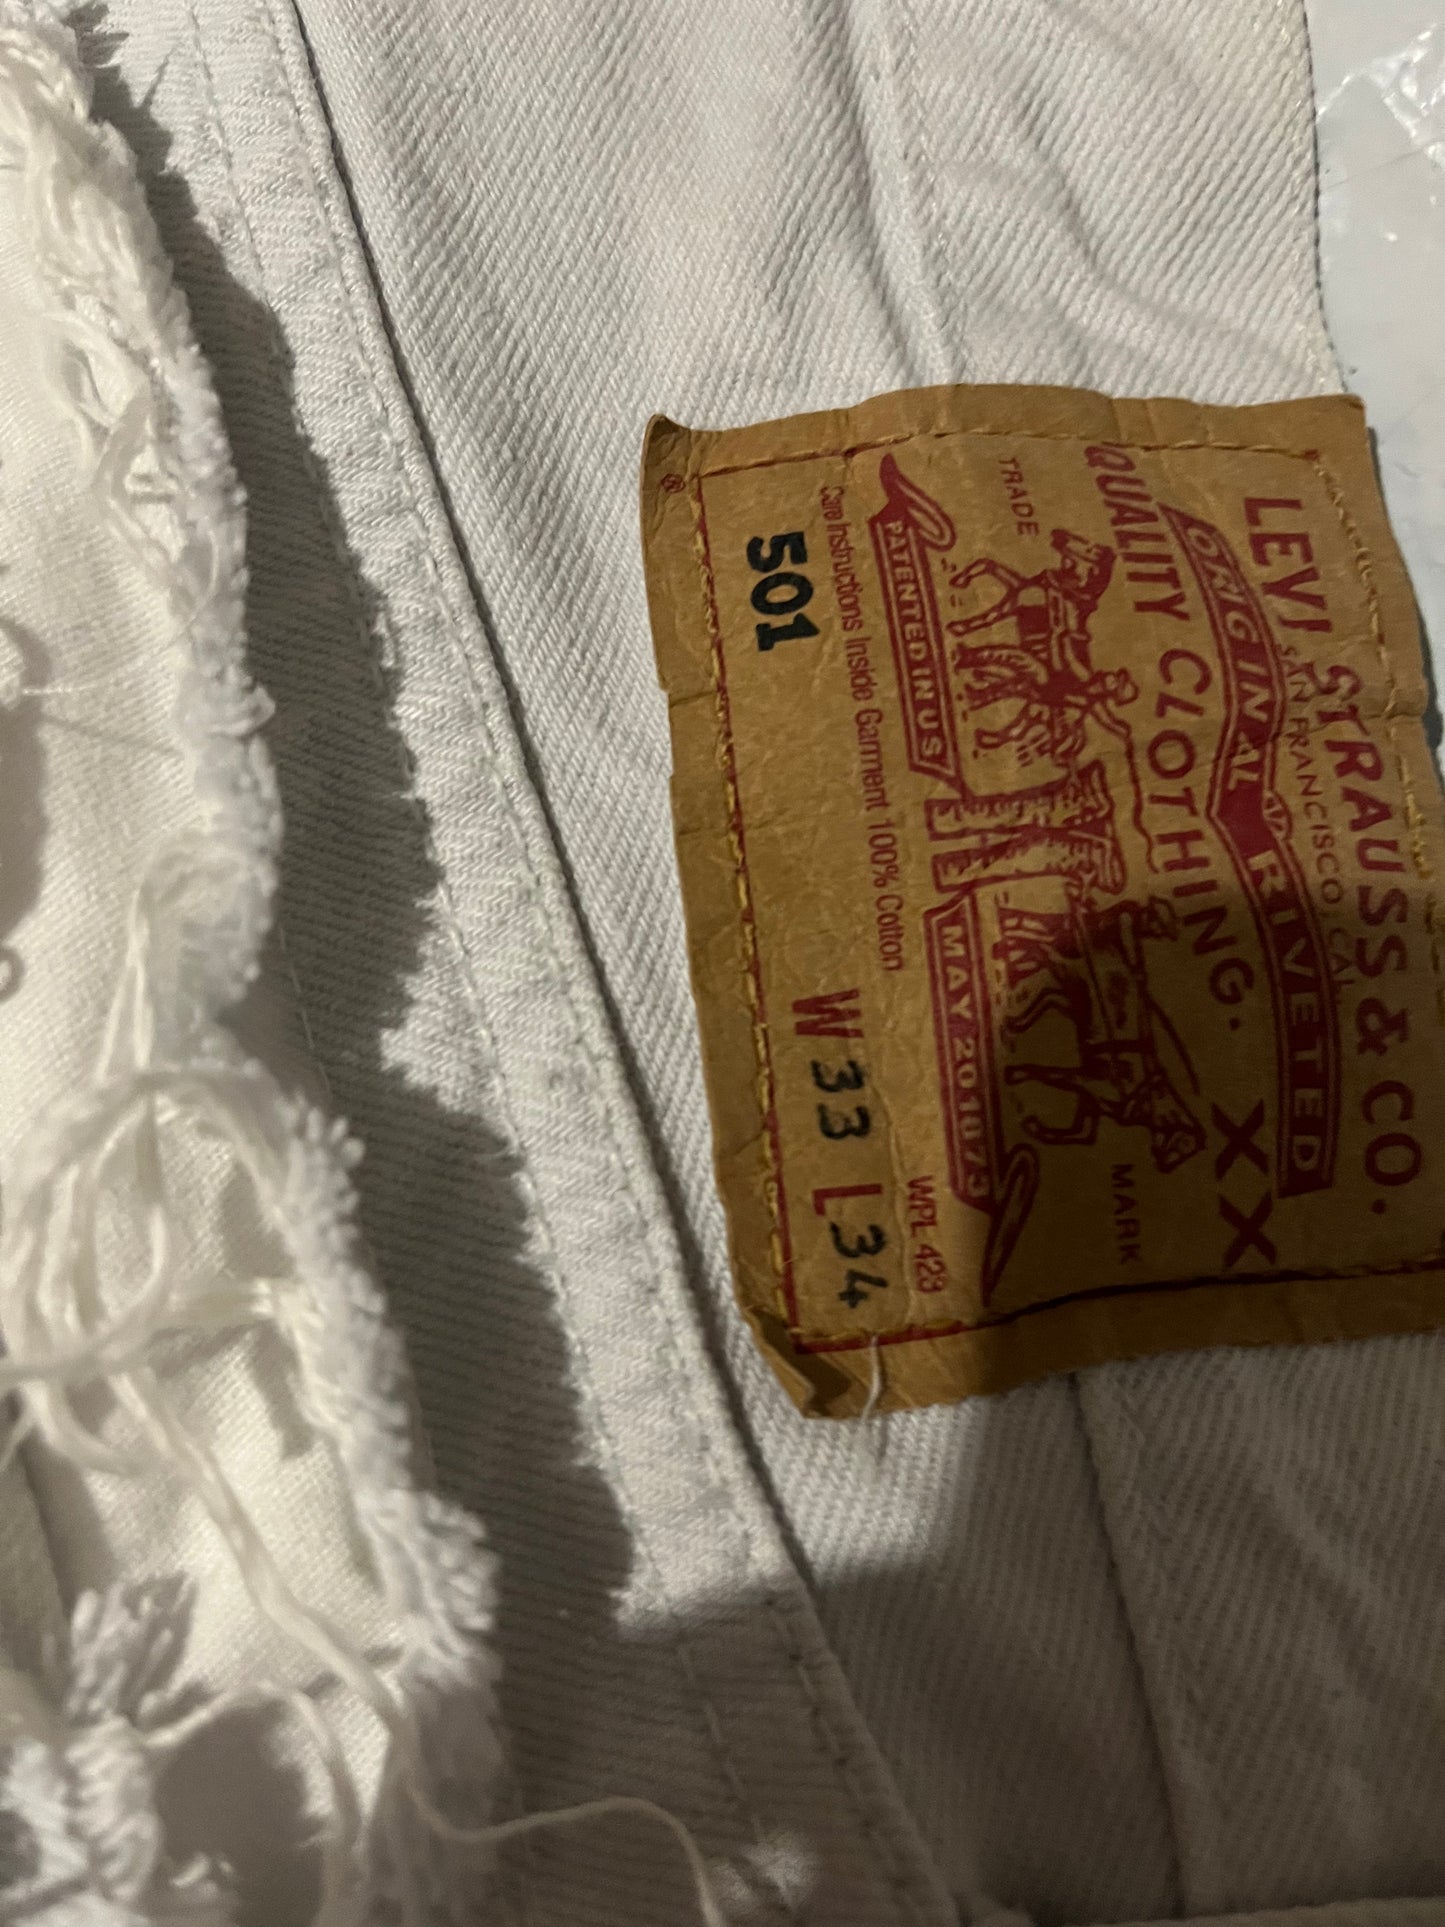 LEVI STRAUSS & CO.
SAN FRANCISCO, CAL.
ORIGINAL RIVETED
QUALITY CLOTHING.
XX
TRADE
MARK
PATENTED IN U.S
MAY 20 1873
WPL 423
Care Instructions Inside Garment 100% Cotton
501
W 33 L 34
®